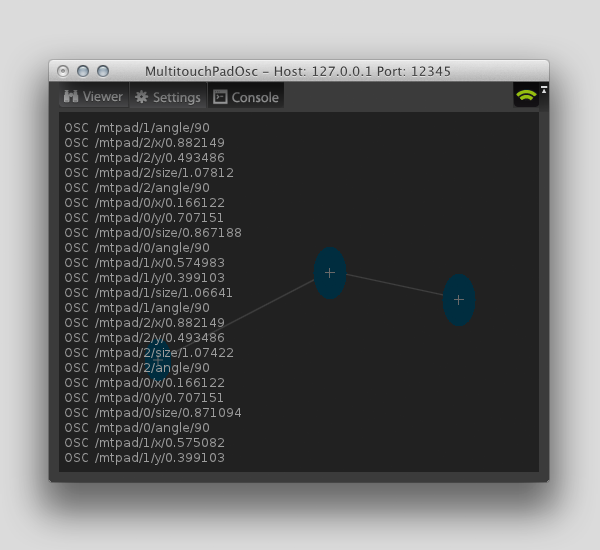 MultitouchPadOsc – Host: 127.0.0.1 Port: 12345
Viewer Settings Console
OSC /mtpad/1/angle/90
OSC /mtpad/2/x/0.882149
OSC /mtpad/2/y/0.493486
OSC /mtpad/2/size/1.07812
OSC /mtpad/2/angle/90
OSC /mtpad/0/x/0.166122
OSC /mtpad/0/y/0.707151
OSC /mtpad/0/size/0.867188
OSC /mtpad/0/angle/90
OSC /mtpad/1/x/0.574983
OSC /mtpad/1/y/0.399103
OSC /mtpad/1/size/1.06641
OSC /mtpad/1/angle/90
OSC /mtpad/2/x/0.882149
OSC /mtpad/2/y/0.493486
OSC /mtpad/2/size/1.07422
OSC /mtpad/2/angle/90
OSC /mtpad/0/x/0.166122
OSC /mtpad/0/y/0.707151
OSC /mtpad/0/size/0.871094
OSC /mtpad/0/angle/90
OSC /mtpad/1/x/0.575082
OSC /mtpad/1/y/0.399103